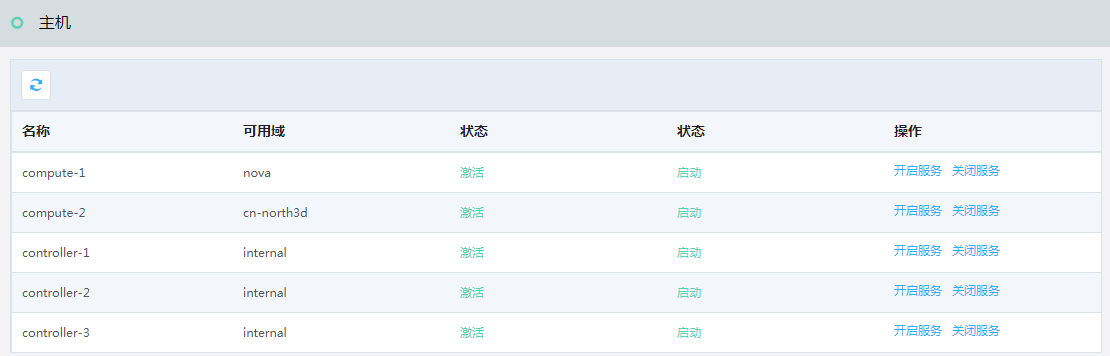 主机
名称 可用域 状态 状态 操作
compute-1 nova 激活 启动 开启服务 关闭服务
compute-2 cn-north3d 激活 启动 开启服务 关闭服务
controller-1 internal 激活 启动 开启服务 关闭服务
controller-2 internal 激活 启动 开启服务 关闭服务
controller-3 internal 激活 启动 开启服务 关闭服务